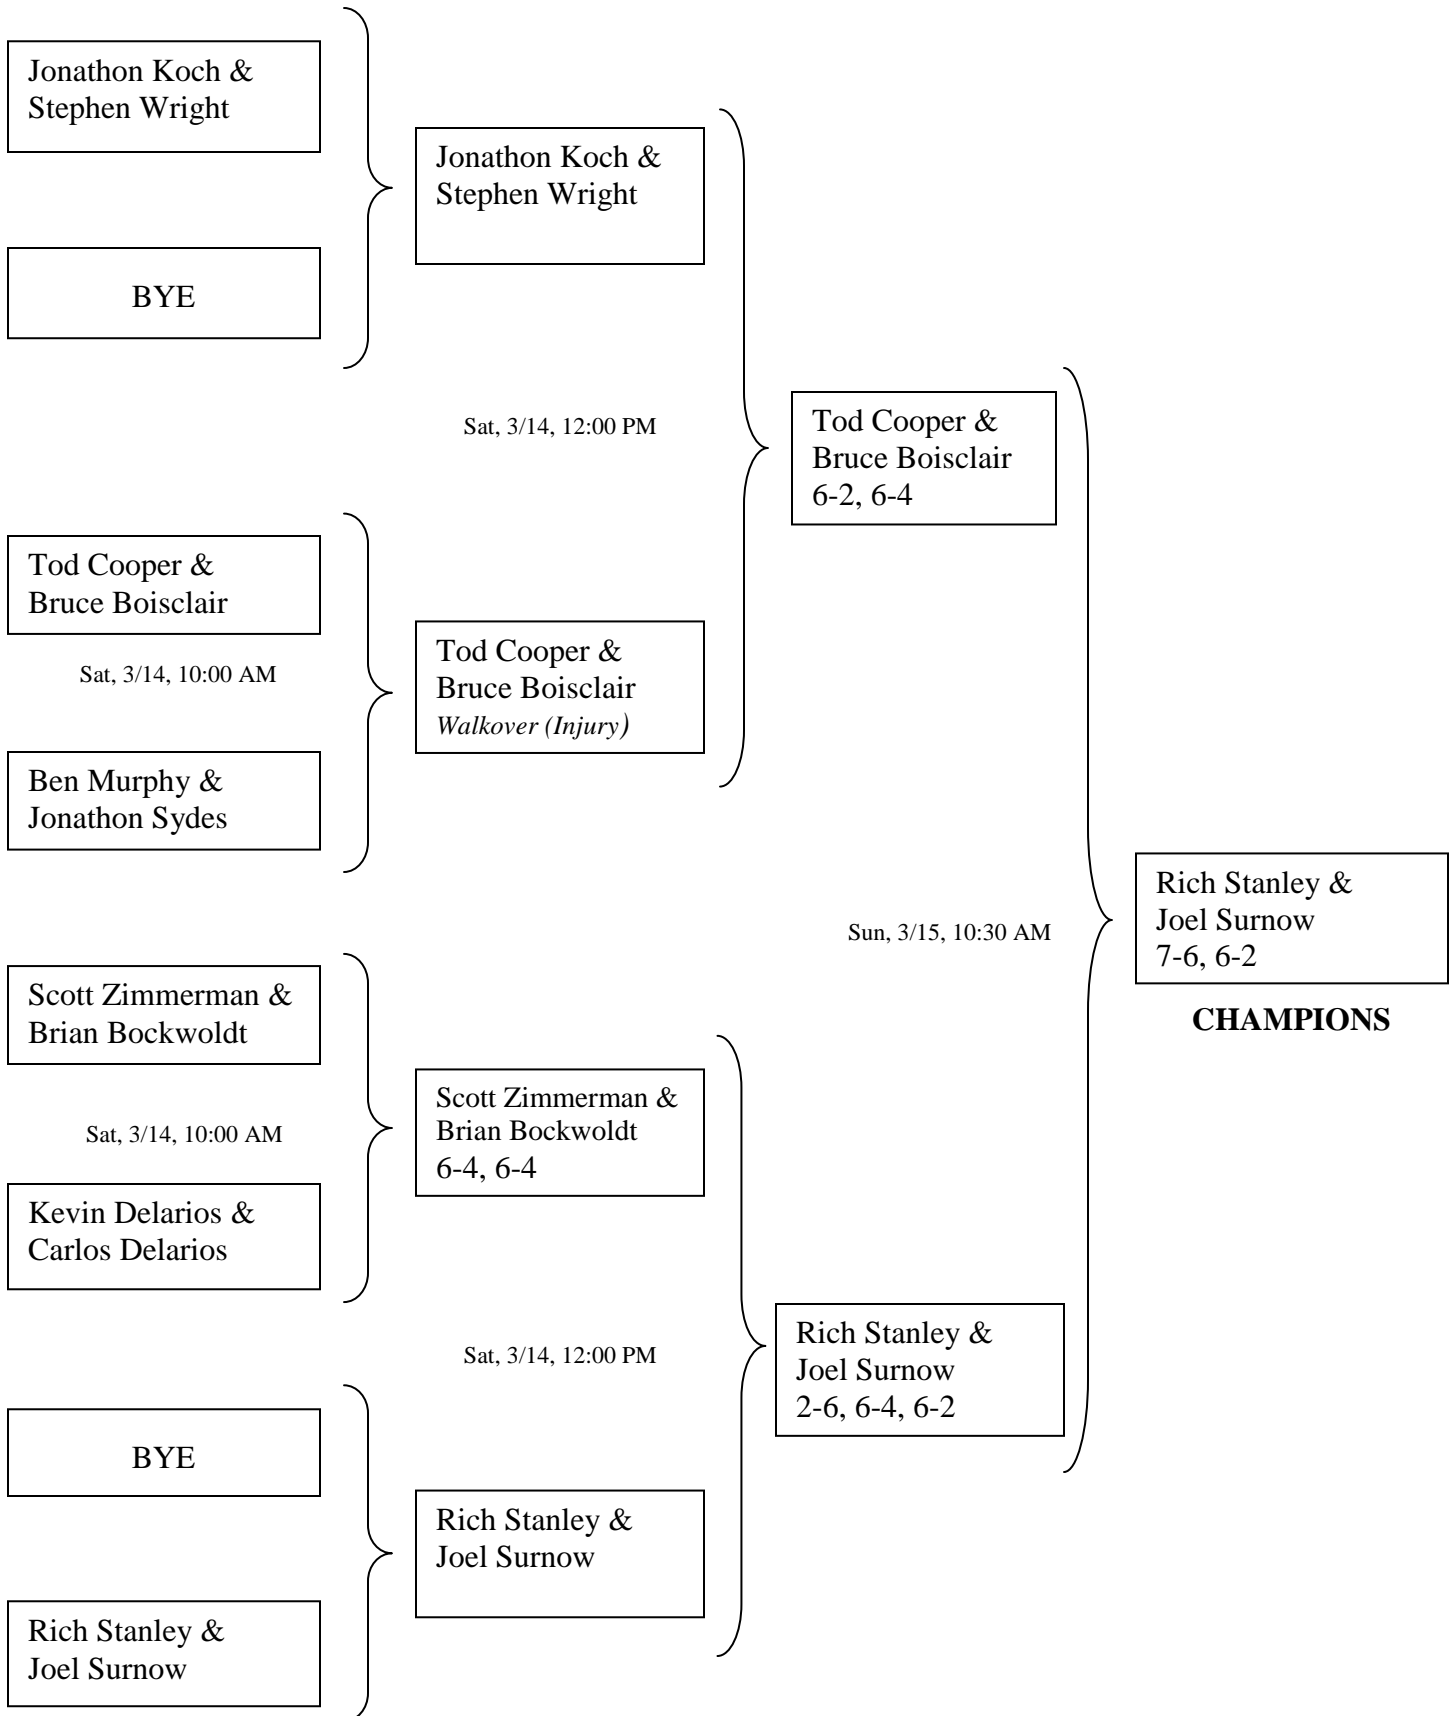 Jonathon Koch &
Stephen Wright
BYE
Tod Cooper &
Bruce Boisclair
Sat, 3/14, 10:00 AM
Ben Murphy &
Jonathon Sydes
Scott Zimmerman &
Brian Bockwoldt
Sat, 3/14, 10:00 AM
Kevin Delarios &
Carlos Delarios
BYE
Rich Stanley &
Joel Surnow
Jonathon Koch &
Stephen Wright
Sat, 3/14, 12:00 PM
Tod Cooper &
Bruce Boisclair
Walkover (Injury)
Scott Zimmerman &
Brian Bockwoldt
6-4, 6-4
Sat, 3/14, 12:00 PM
Rich Stanley &
Joel Surnow
Tod Cooper &
Bruce Boisclair
6-2, 6-4
Sun, 3/15, 10:30 AM
Rich Stanley &
Joel Surnow
2-6, 6-4, 6-2
Rich Stanley &
Joel Surnow
7-6, 6-2
CHAMPIONS